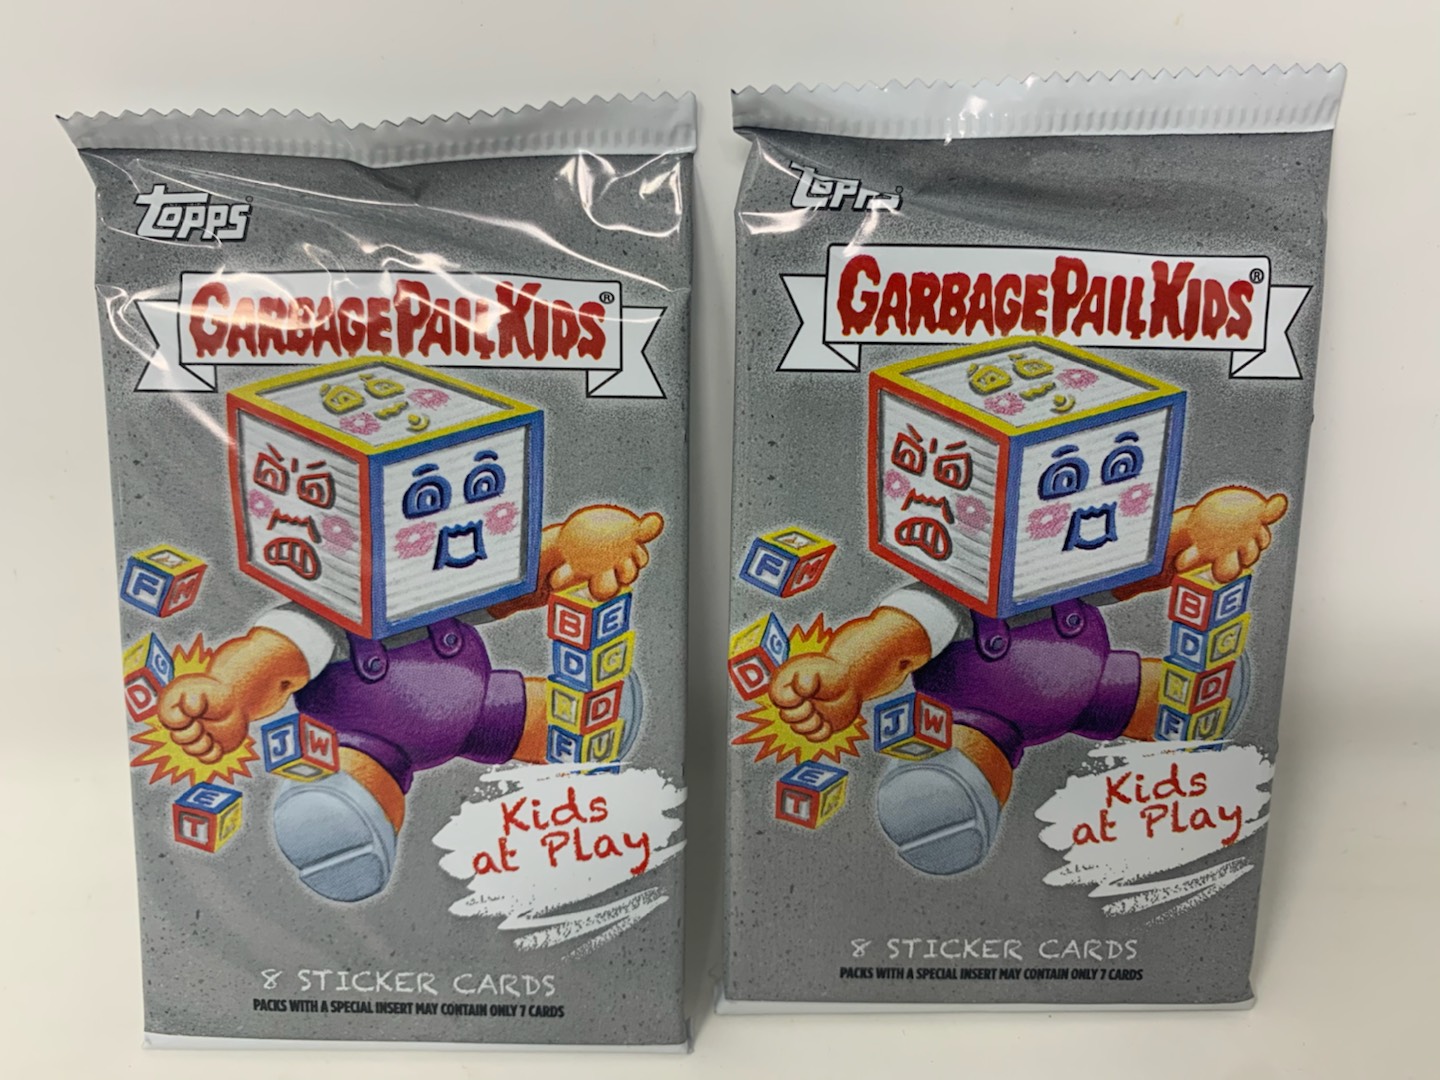 Topps
GARBAGE PAIL KIDS®
F M
G
D
B E
D G
R D
F U
J W
E
T
Kids
at Play
8 STICKER CARDS
PACKS WITH A SPECIAL INSERT MAY CONTAIN ONLY 7 CARDS
Topps
GARBAGE PAIL KIDS®
F M
G
D
B E
D G
R D
F U
J W
E
T
Kids
at Play
8 STICKER CARDS
PACKS WITH A SPECIAL INSERT MAY CONTAIN ONLY 7 CARDS